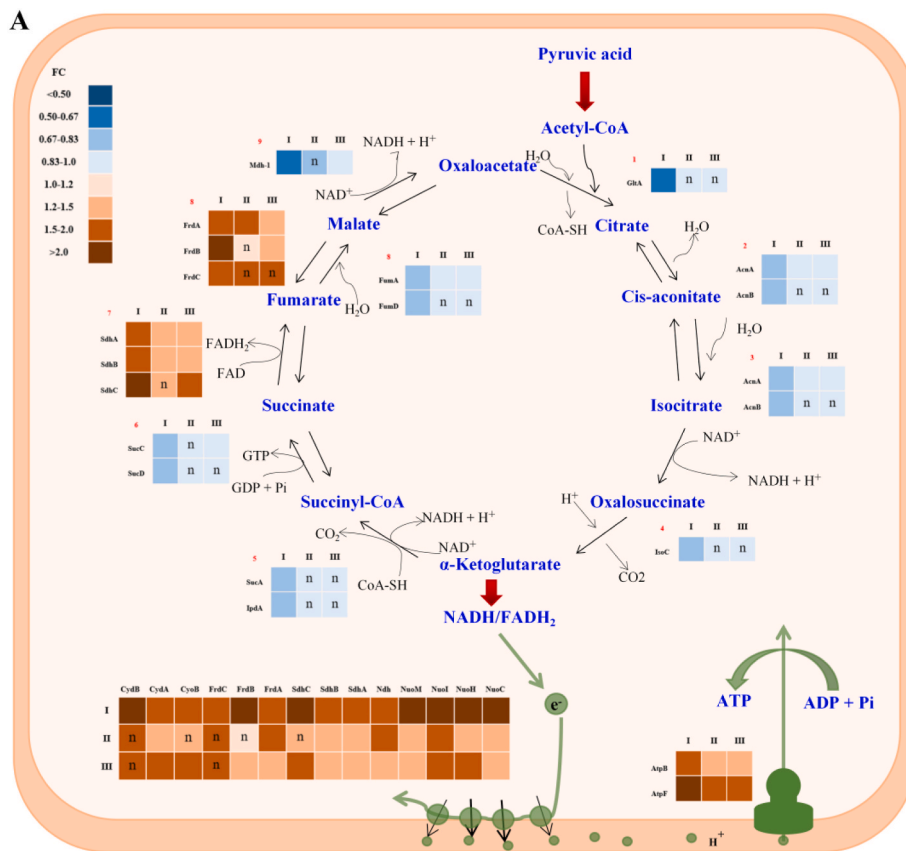 A
Pyruvic acid
FC
<0.50
0.50-0.67
0.67-0.83
0.83-1.0
1.0-1.2
1.2-1.5
1.5-2.0
>2.0
Acetyl-CoA
9
I II III
Mdh-1 n
NADH + H⁺
NAD⁺
Oxaloacetate
H₂O
CoA-SH
1
I II III
GltA n n
Citrate
H₂O
Malate
8
I II III
FrdA
FrdB n
FrdC n n
8
I II III
FumA
FumD n n
2
I II III
AcnA
AcnB n n
Fumarate
H₂O
Cis-aconitate
H₂O
7
I II III
SdhA
SdhB
SdhC n
FADH₂
FAD
3
I II III
AcnA
AcnB n n
Succinate
Isocitrate
6
I II III
SucC n
SucD n n
GTP
GDP + Pi
NAD⁺
NADH + H⁺
Succinyl-CoA
Oxalosuccinate
H⁺
CO2
4
I II III
IsoC n n
CO₂
NADH + H⁺
NAD⁺
CoA-SH
α-Ketoglutarate
5
I II III
SucA n n
IpdA n n
NADH/FADH₂
CydB CydA CyoB FrdC FrdB FrdA SdhC SdhB SdhA Ndh NuoM NuoI NuoH NuoC
I
II n n n n n
III n n
e⁻
ATP
ADP + Pi
I II III
AtpB
AtpF
H⁺